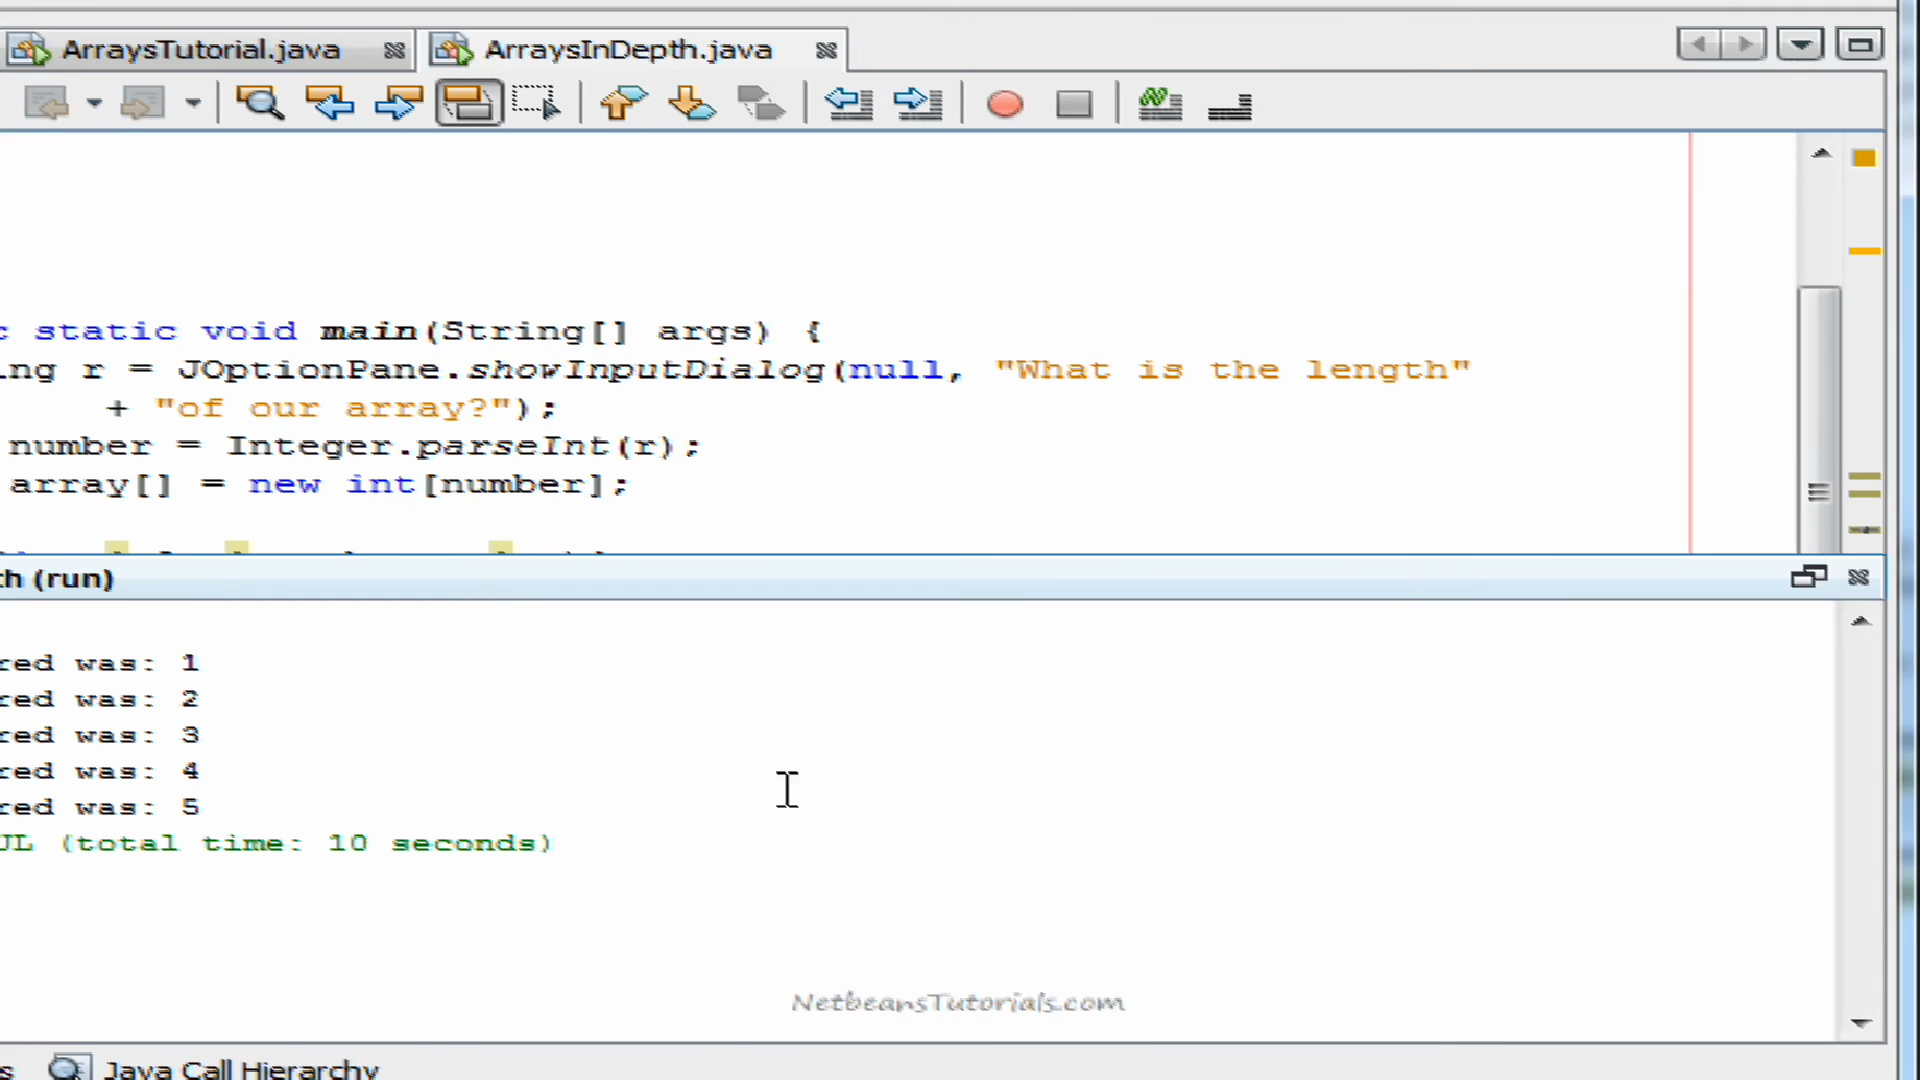 ArraysTutorial.java ArraysInDepth.java
c static void main(String[] args) {
ing r = JOptionPane.showInputDialog(null, "What is the length"
+ "of our array?");
number = Integer.parseInt(r);
array[] = new int[number];
th (run)
red was: 1
red was: 2
red was: 3
red was: 4
red was: 5
UL (total time: 10 seconds)
NetbeansTutorials.com
s Java Call Hierarchy